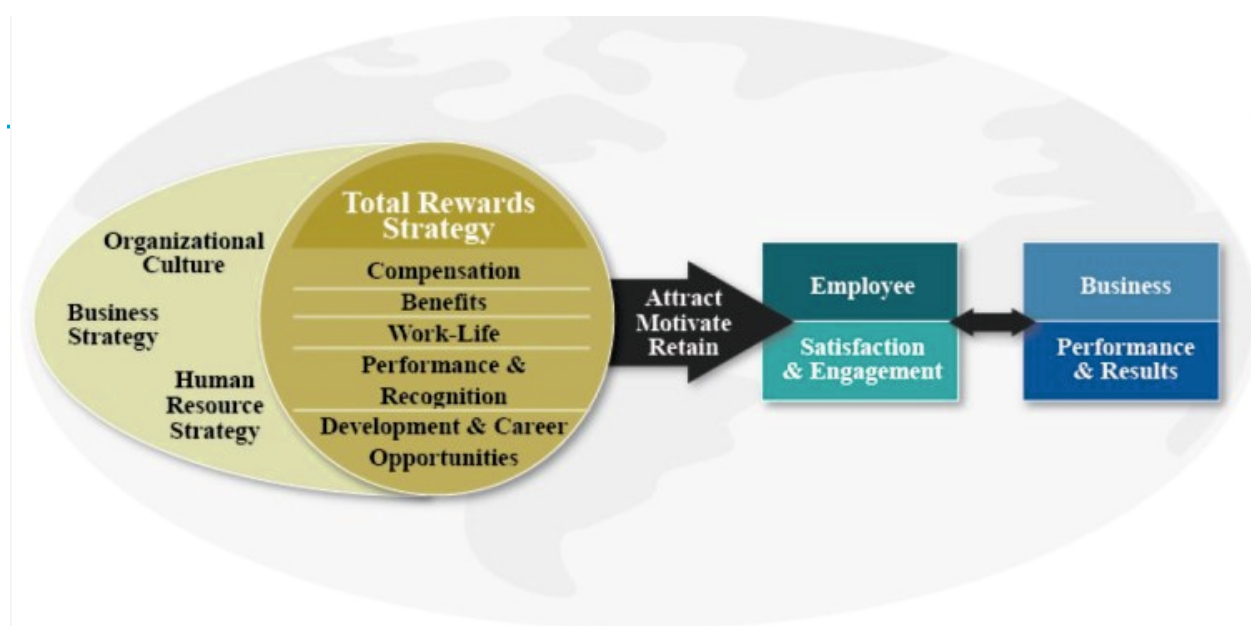 Organizational
Culture
Business
Strategy
Human
Resource
Strategy
Total Rewards
Strategy
Compensation
Benefits
Work-Life
Performance &
Recognition
Development & Career
Opportunities
Attract
Motivate
Retain
Employee
Satisfaction
& Engagement
Business
Performance
& Results